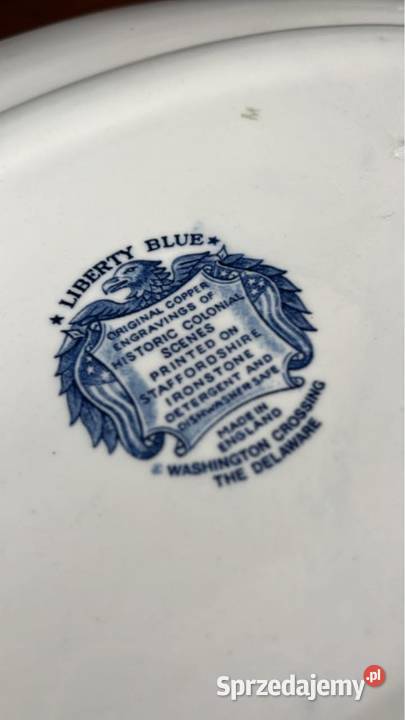 M
★ LIBERTY BLUE ★
ORIGINAL COPPER
ENGRAVINGS OF
HISTORIC COLONIAL
SCENES
PRINTED ON
STAFFORDSHIRE
IRONSTONE
DETERGENT AND
DISHWASHER SAFE
MADE IN
ENGLAND
WASHINGTON CROSSING
THE DELAWARE
Sprzedajemy.pl